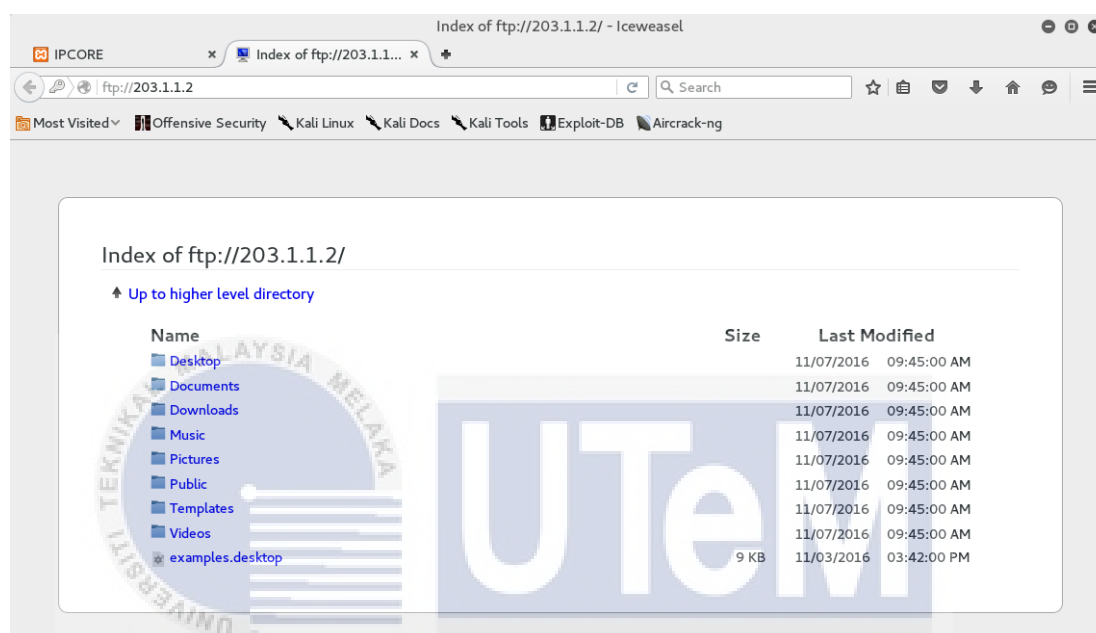 Index of ftp://203.1.1.2/ - Iceweasel
IPCORE
Index of ftp://203.1.1...
ftp://203.1.1.2
Search
Most Visited Offensive Security Kali Linux Kali Docs Kali Tools Exploit-DB Aircrack-ng
Index of ftp://203.1.1.2/
Up to higher level directory
Name Size Last Modified
Desktop 11/07/2016 09:45:00 AM
Documents 11/07/2016 09:45:00 AM
Downloads 11/07/2016 09:45:00 AM
Music 11/07/2016 09:45:00 AM
Pictures 11/07/2016 09:45:00 AM
Public 11/07/2016 09:45:00 AM
Templates 11/07/2016 09:45:00 AM
Videos 11/07/2016 09:45:00 AM
examples.desktop 9 KB 11/03/2016 03:42:00 PM
UNIVERSITI TEKNIKAL MALAYSIA MELAKA
UTeM